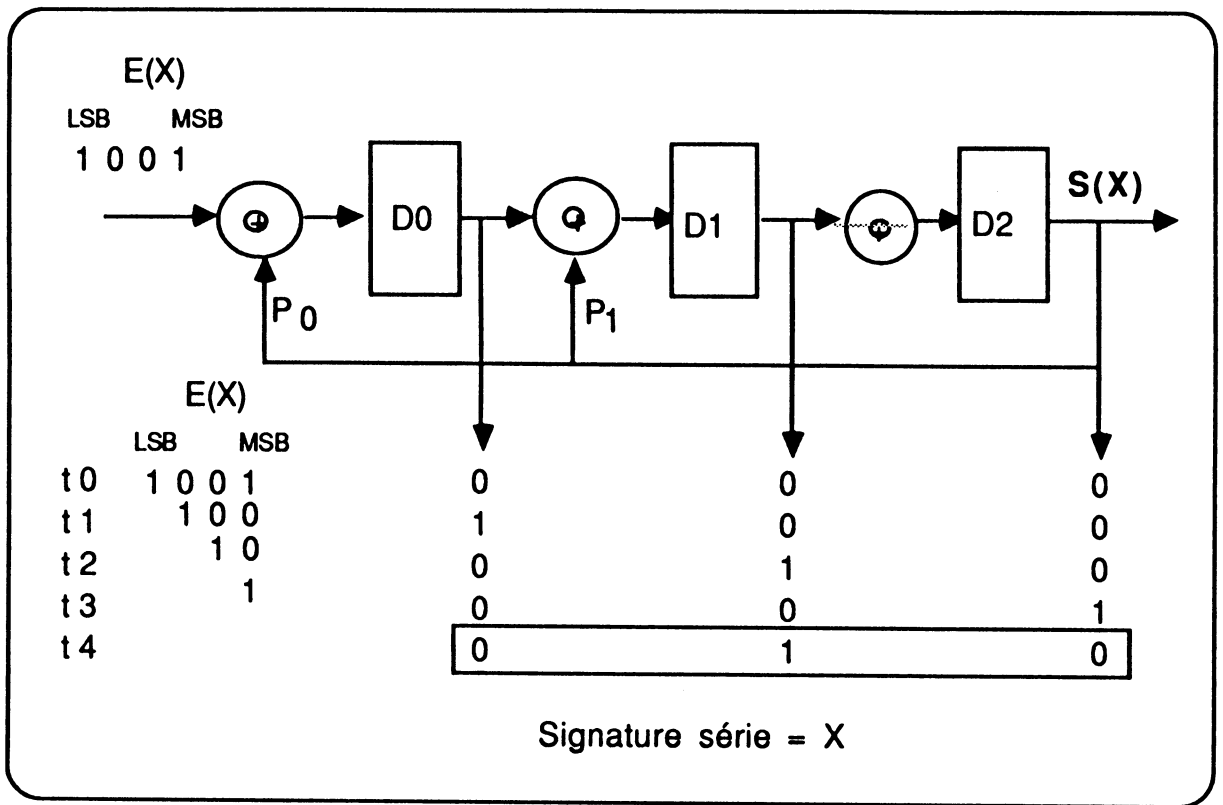 E(X)
LSB MSB
1 0 0 1
S(X)
D0 D1 D2
P0 P1
E(X)
LSB MSB
t0 1 0 0 1 0 0 0
t1 1 0 0 1 0 0
t2 1 0 0 1 0
t3 1 0 0 1
t4 0 1 0
Signature série = X